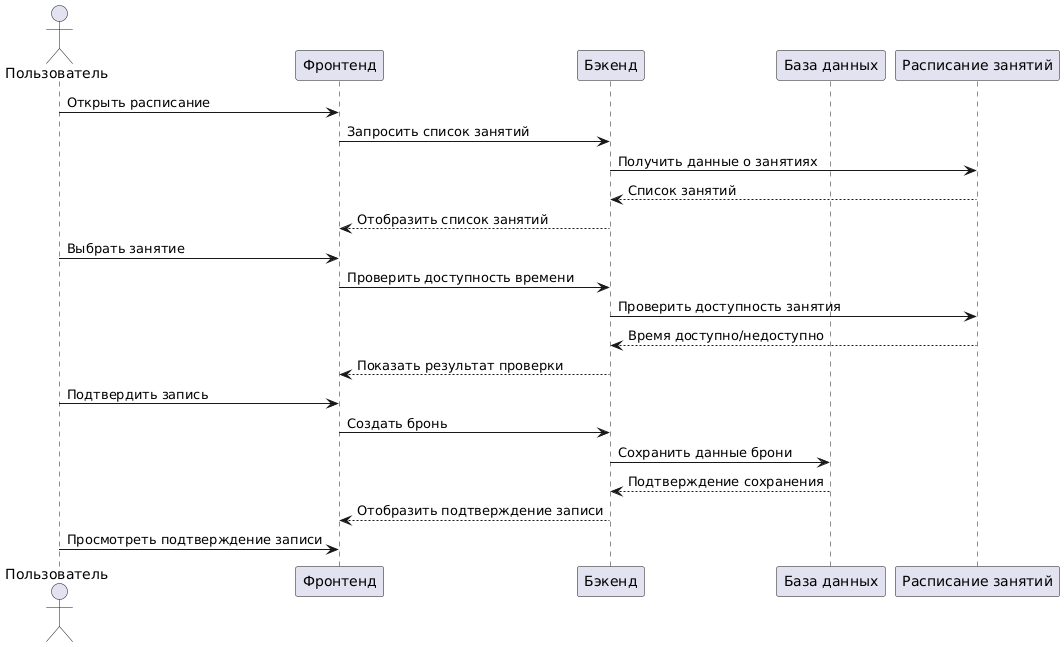 Пользователь
Фронтенд
Бэкенд
База данных
Расписание занятий
Открыть расписание
Запросить список занятий
Получить данные о занятиях
Список занятий
Отобразить список занятий
Выбрать занятие
Проверить доступность времени
Проверить доступность занятия
Время доступно/недоступно
Показать результат проверки
Подтвердить запись
Создать бронь
Сохранить данные брони
Подтверждение сохранения
Отобразить подтверждение записи
Просмотреть подтверждение записи
Пользователь
Фронтенд
Бэкенд
База данных
Расписание занятий